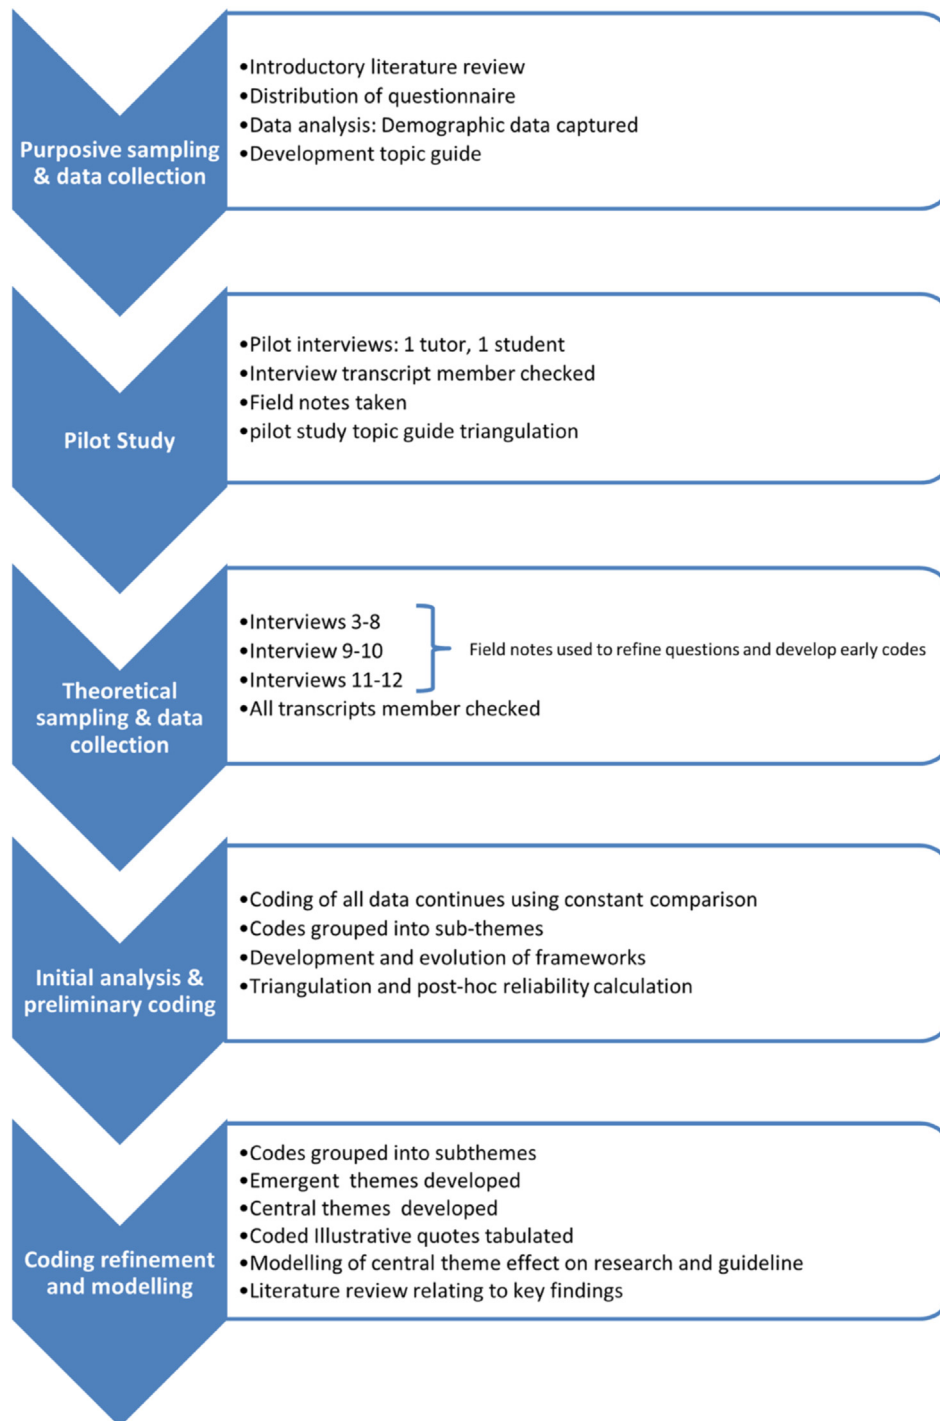 Purposive sampling
& data collection
•Introductory literature review
•Distribution of questionnaire
•Data analysis: Demographic data captured
•Development topic guide
Pilot Study
•Pilot interviews: 1 tutor, 1 student
•Interview transcript member checked
•Field notes taken
•pilot study topic guide triangulation
Theoretical
sampling & data
collection
•Interviews 3-8
•Interview 9-10
•Interviews 11-12
•All transcripts member checked
Field notes used to refine questions and develop early codes
Initial analysis &
preliminary coding
•Coding of all data continues using constant comparison
•Codes grouped into sub-themes
•Development and evolution of frameworks
•Triangulation and post-hoc reliability calculation
Coding refinement
and modelling
•Codes grouped into subthemes
•Emergent  themes developed
•Central themes  developed
•Coded Illustrative quotes tabulated
•Modelling of central theme effect on research and guideline
•Literature review relating to key findings